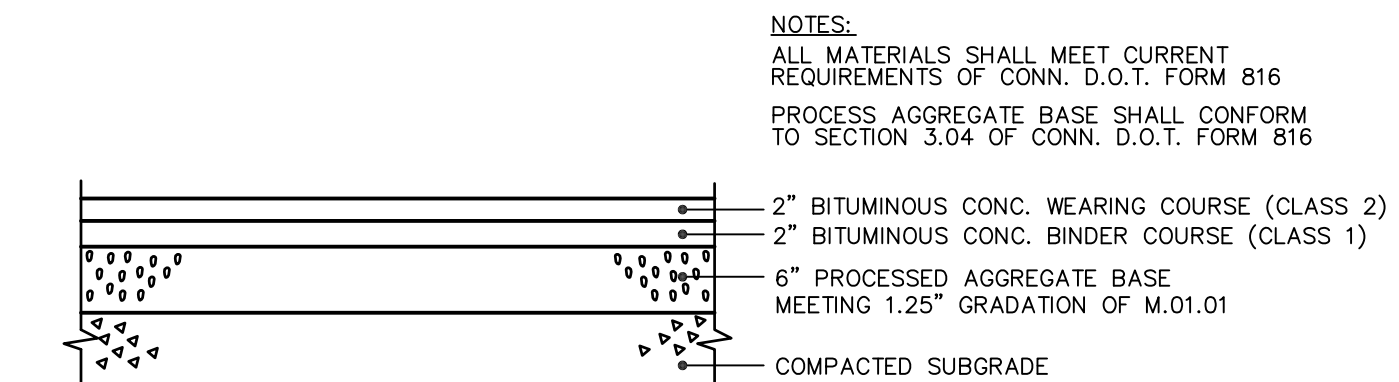 NOTES:
ALL MATERIALS SHALL MEET CURRENT
REQUIREMENTS OF CONN. D.O.T. FORM 816
PROCESS AGGREGATE BASE SHALL CONFORM
TO SECTION 3.04 OF CONN. D.O.T. FORM 816
2” BITUMINOUS CONC. WEARING COURSE (CLASS 2)
2” BITUMINOUS CONC. BINDER COURSE (CLASS 1)
6” PROCESSED AGGREGATE BASE
MEETING 1.25” GRADATION OF M.01.01
COMPACTED SUBGRADE